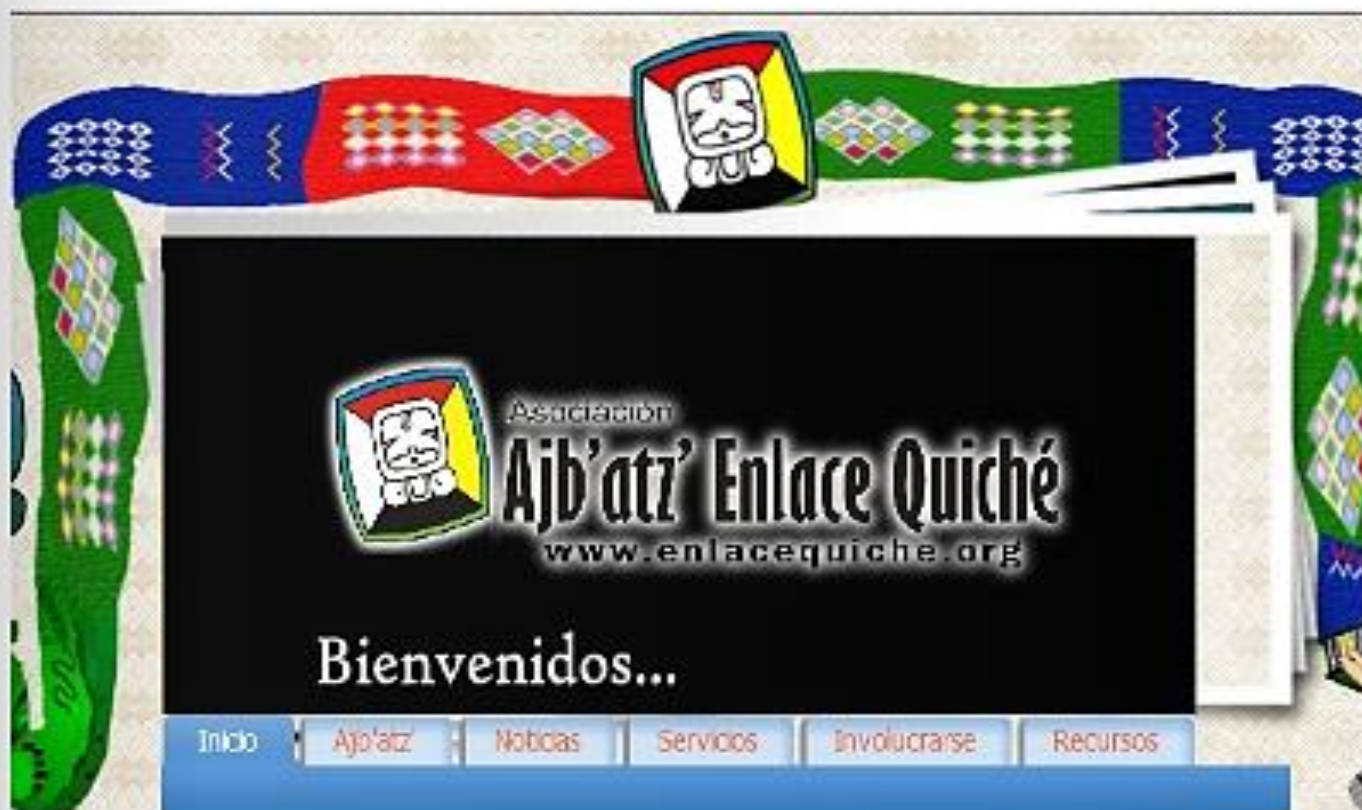 Asociación
Ajb'atz' Enlace Quiché
www.enlacequiche.org
Bienvenidos...
Inicio Ajb'atz' Noticias Servicios Involucrarse Recursos